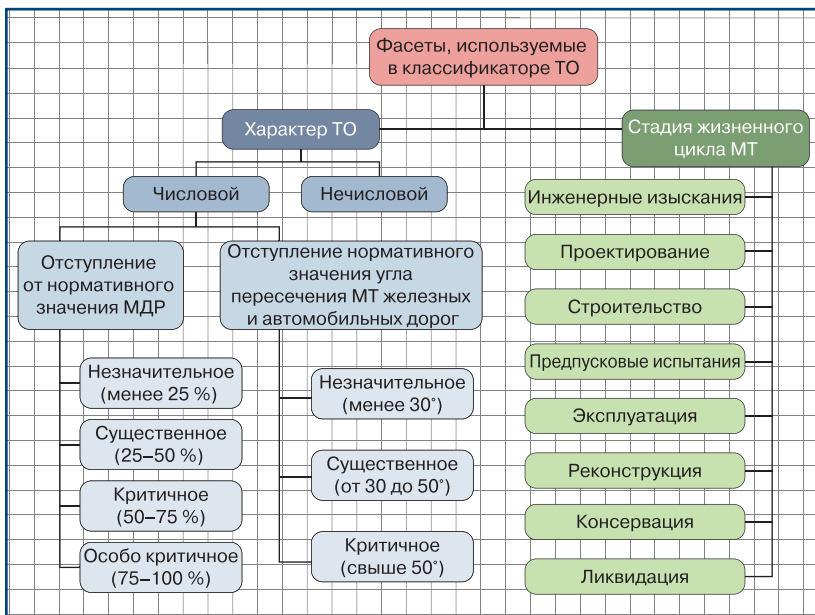 Фасеты, используемые
в классификаторе ТО
Характер ТО
Числовой
Нечисловой
Отступление
от нормативного
значения МДР
Незначительное
(менее 25 %)
Существенное
(25–50 %)
Критичное
(50–75 %)
Особо критичное
(75–100 %)
Отступление нормативного
значения угла
пересечения МТ железных
и автомобильных дорог
Незначительное
(менее 30˚)
Существенное
(от 30 до 50˚)
Критичное
(свыше 50˚)
Стадия жизненного
цикла МТ
Инженерные изыскания
Проектирование
Строительство
Предпусковые испытания
Эксплуатация
Реконструкция
Консервация
Ликвидация